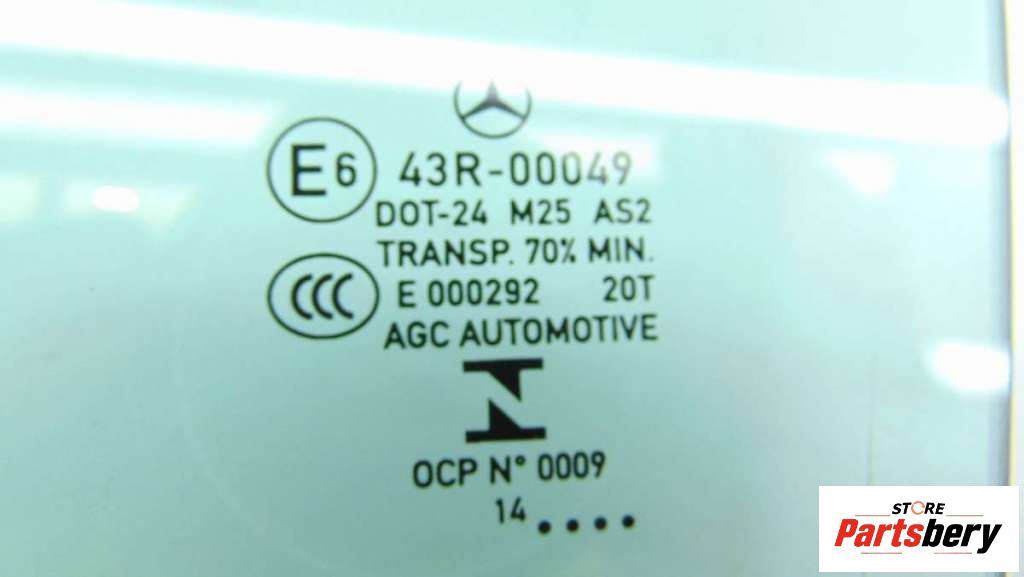 E6 43R-00049
DOT-24 M25 AS2
TRANSP. 70% MIN.
CCC E 000292 20T
AGC AUTOMOTIVE
OCP N° 0009
14 ....
STORE
Partsbery